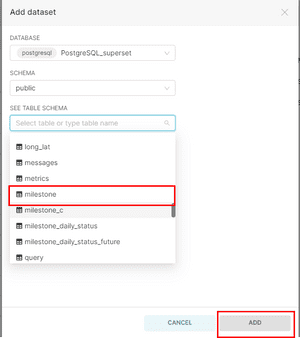 Add dataset
DATABASE
postgresql PostgreSQL_superset
SCHEMA
public
SEE TABLE SCHEMA
Select table or type table name
long_lat
messages
metrics
milestone
milestone_c
milestone_daily_status
milestone_daily_status_future
query
CANCEL
ADD